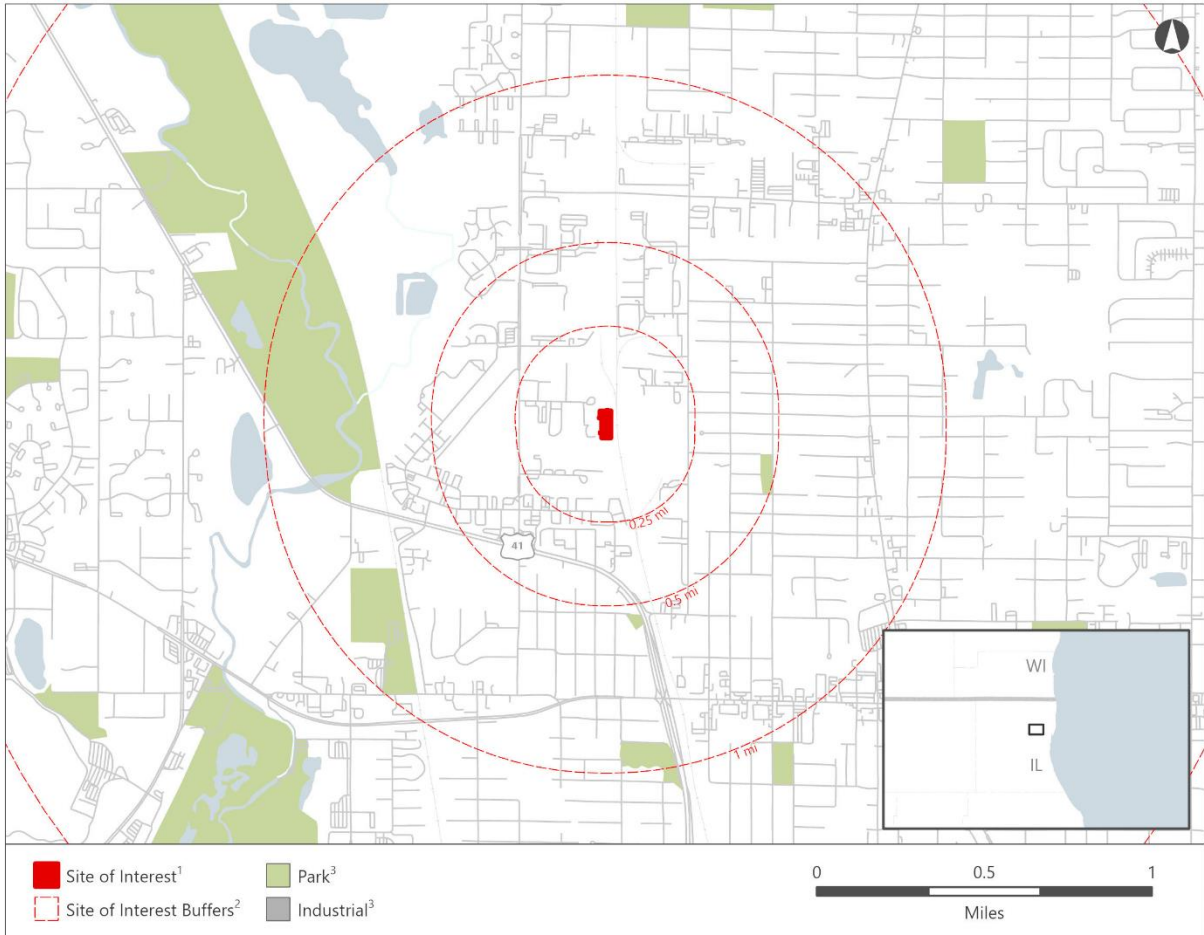 0.25 mi
41
0.5 mi
1 mi
WI
IL
Site of Interest¹
Site of Interest Buffers²
Park³
Industrial³
0 0.5 1
Miles